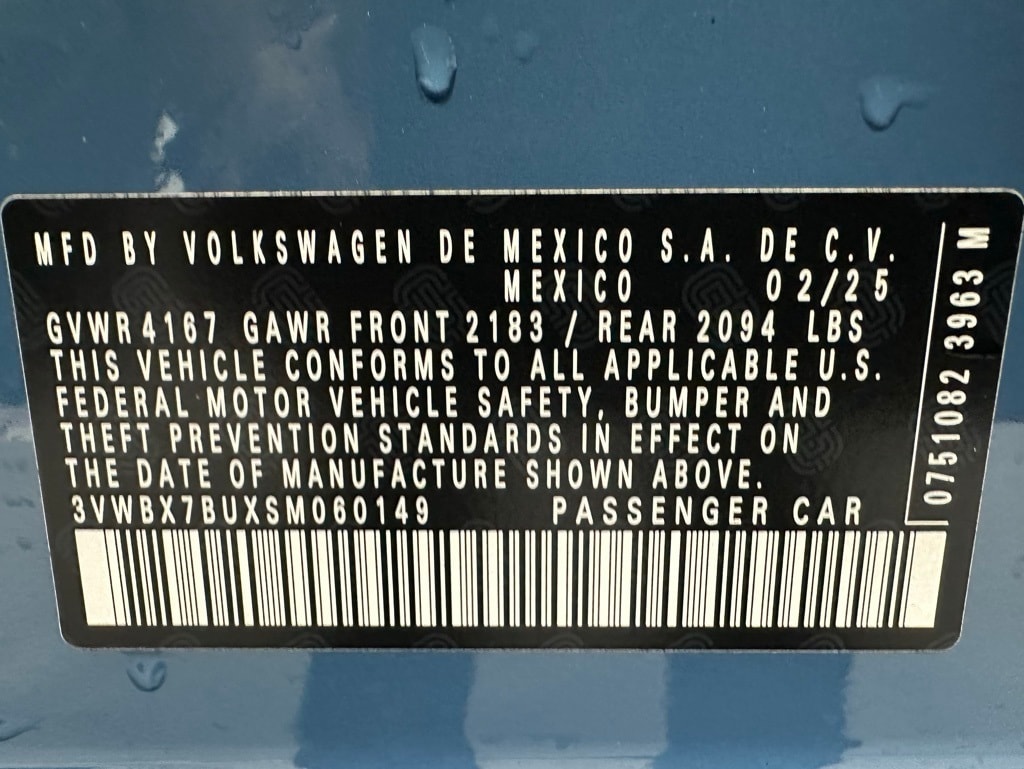 MFD BY VOLKSWAGEN DE MEXICO S.A. DE C.V.
MEXICO 02/25
GVWR 4167 GAWR FRONT 2183 / REAR 2094 LBS
THIS VEHICLE CONFORMS TO ALL APPLICABLE U.S.
FEDERAL MOTOR VEHICLE SAFETY, BUMPER AND
THEFT PREVENTION STANDARDS IN EFFECT ON
THE DATE OF MANUFACTURE SHOWN ABOVE.
3VWBX7BUXSM060149 PASSENGER CAR
0751082 3963 M